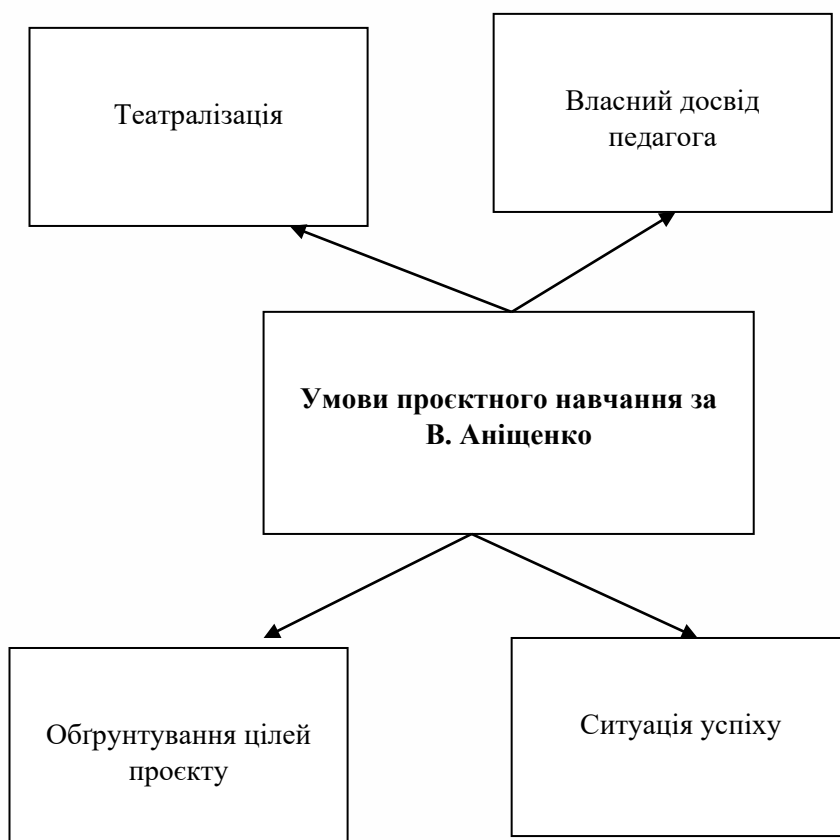 Театралізація
Власний досвід
педагога
Умови проєктного навчання за
В. Аніщенко
Обґрунтування цілей
проєкту
Ситуація успіху